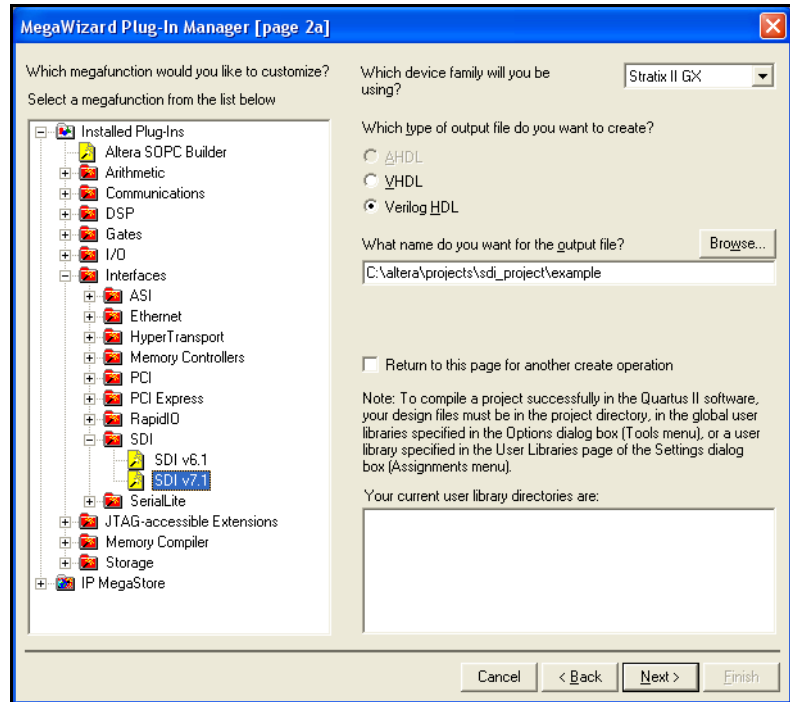 MegaWizard Plug-In Manager [page 2a]
Which megafunction would you like to customize?
Select a megafunction from the list below
Installed Plug-Ins
Altera SOPC Builder
Arithmetic
Communications
DSP
Gates
I/O
Interfaces
ASI
Ethernet
HyperTransport
Memory Controllers
PCI
PCI Express
RapidIO
SDI
SDI v6.1
SDI v7.1
SerialLite
JTAG-accessible Extensions
Memory Compiler
Storage
IP MegaStore
Which device family will you be
using?
Stratix II GX
Which type of output file do you want to create?
AHDL
VHDL
Verilog HDL
What name do you want for the output file?
Browse...
C:\altera\projects\sdi_project\example
Return to this page for another create operation
Note: To compile a project successfully in the Quartus II software,
your design files must be in the project directory, in the global user
libraries specified in the Options dialog box (Tools menu), or a user
library specified in the User Libraries page of the Settings dialog
box (Assignments menu).
Your current user library directories are:
Cancel
< Back
Next >
Finish